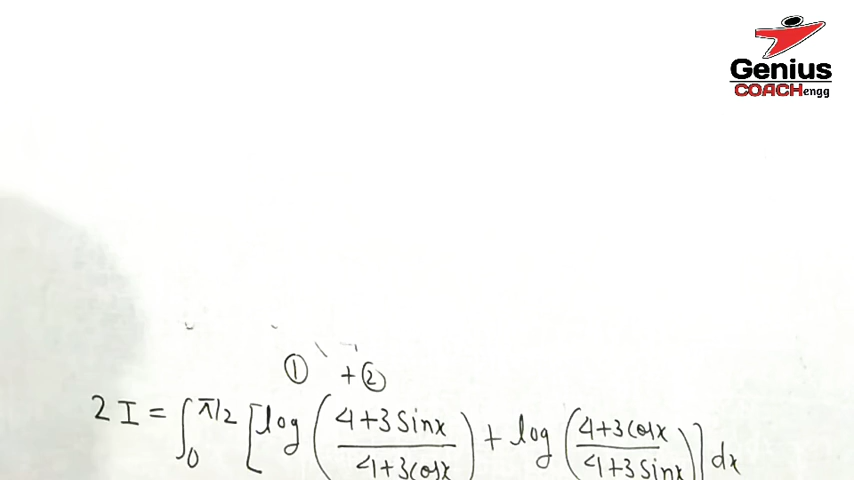 Genius
COACHengg
① + ②
2 I = ∫₀^π/2 [log (4+3 Sinx / 4+3 cosx) + log (4+3 cosx / 4+3 Sinx)] dx